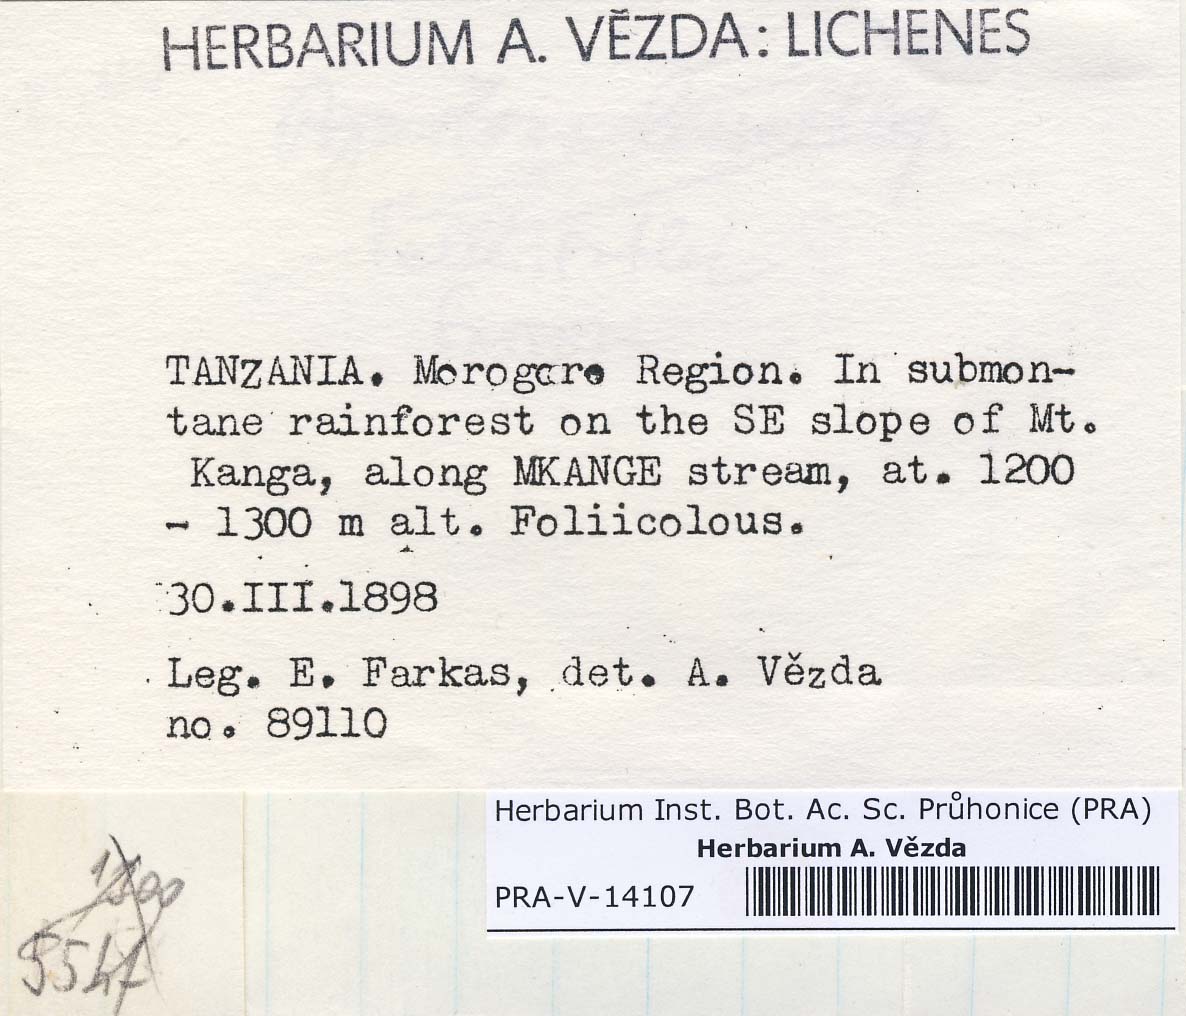 HERBARIUM A. VĚZDA: LICHENES
TANZANIA. Morogoro Region. In submon-
tane rainforest on the SE slope of Mt.
Kanga, along MKANGE stream, at. 1200
- 1300 m alt. Foliicolous.
30.III.1898
Leg. E. Farkas, det. A. Vězda
no. 89110
Herbarium Inst. Bot. Ac. Sc. Průhonice (PRA)
Herbarium A. Vězda
PRA-V-14107